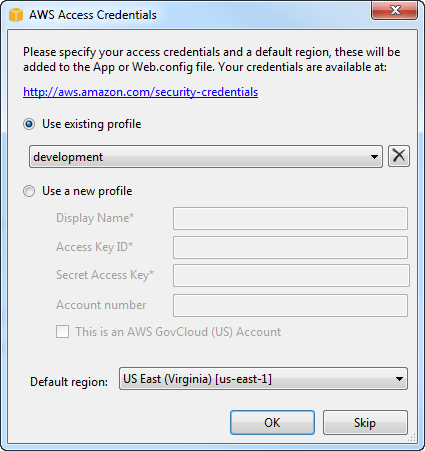 AWS Access Credentials
Please specify your access credentials and a default region, these will be
added to the App or Web.config file. Your credentials are available at:
http://aws.amazon.com/security-credentials
Use existing profile
development
Use a new profile
Display Name*
Access Key ID*
Secret Access Key*
Account number
This is an AWS GovCloud (US) Account
Default region: US East (Virginia) [us-east-1]
OK Skip